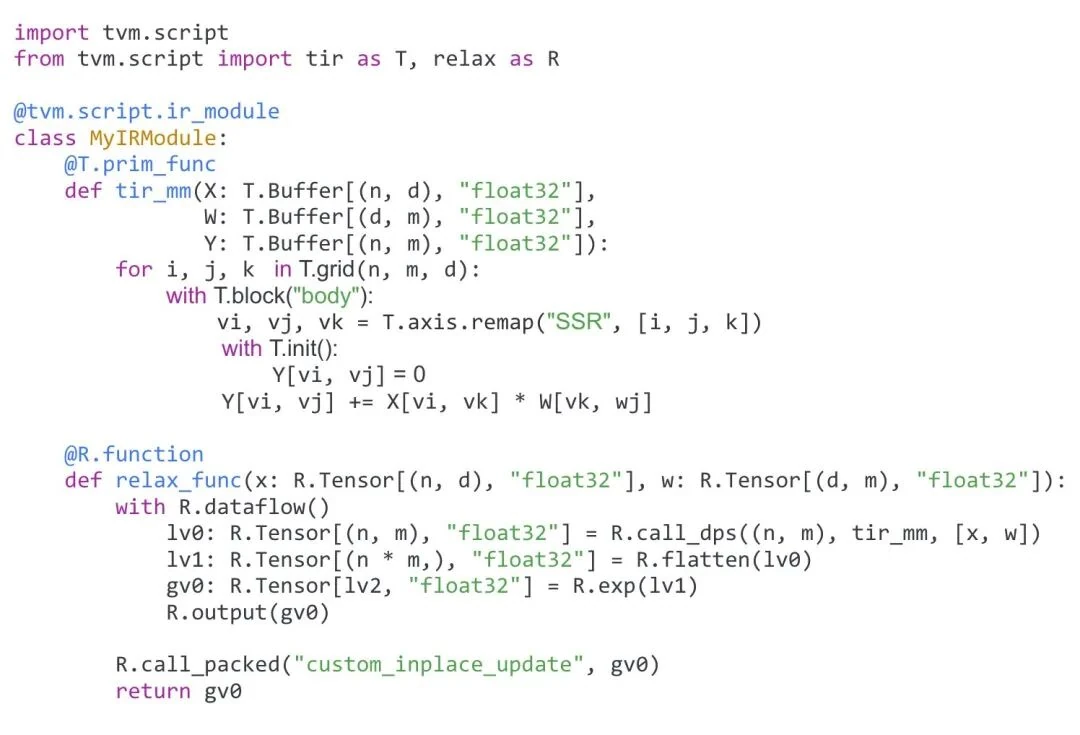 import tvm.script
from tvm.script import tir as T, relax as R

@tvm.script.ir_module
class MyIRModule:
    @T.prim_func
    def tir_mm(X: T.Buffer[(n, d), "float32"],
               W: T.Buffer[(d, m), "float32"],
               Y: T.Buffer[(n, m), "float32"]):
        for i, j, k in T.grid(n, m, d):
            with T.block("body"):
                vi, vj, vk = T.axis.remap("SSR", [i, j, k])
                with T.init():
                    Y[vi, vj] = 0
                Y[vi, vj] += X[vi, vk] * W[vk, wj]

    @R.function
    def relax_func(x: R.Tensor[(n, d), "float32"], w: R.Tensor[(d, m), "float32"]):
        with R.dataflow()
            lv0: R.Tensor[(n, m), "float32"] = R.call_dps((n, m), tir_mm, [x, w])
            lv1: R.Tensor[(n * m,), "float32"] = R.flatten(lv0)
            gv0: R.Tensor[lv2, "float32"] = R.exp(lv1)
            R.output(gv0)

        R.call_packed("custom_inplace_update", gv0)
        return gv0